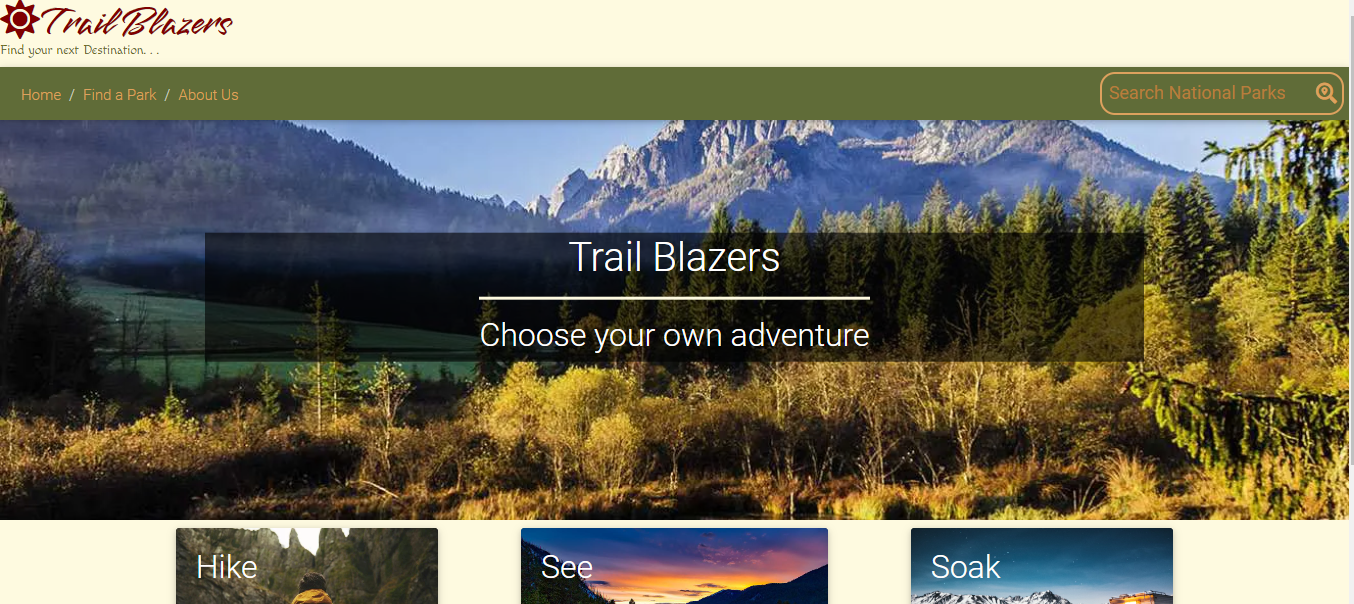 Trail Blazers
Find your next Destination. . .
Home / Find a Park / About Us
Search National Parks
Trail Blazers
Choose your own adventure
Hike
See
Soak